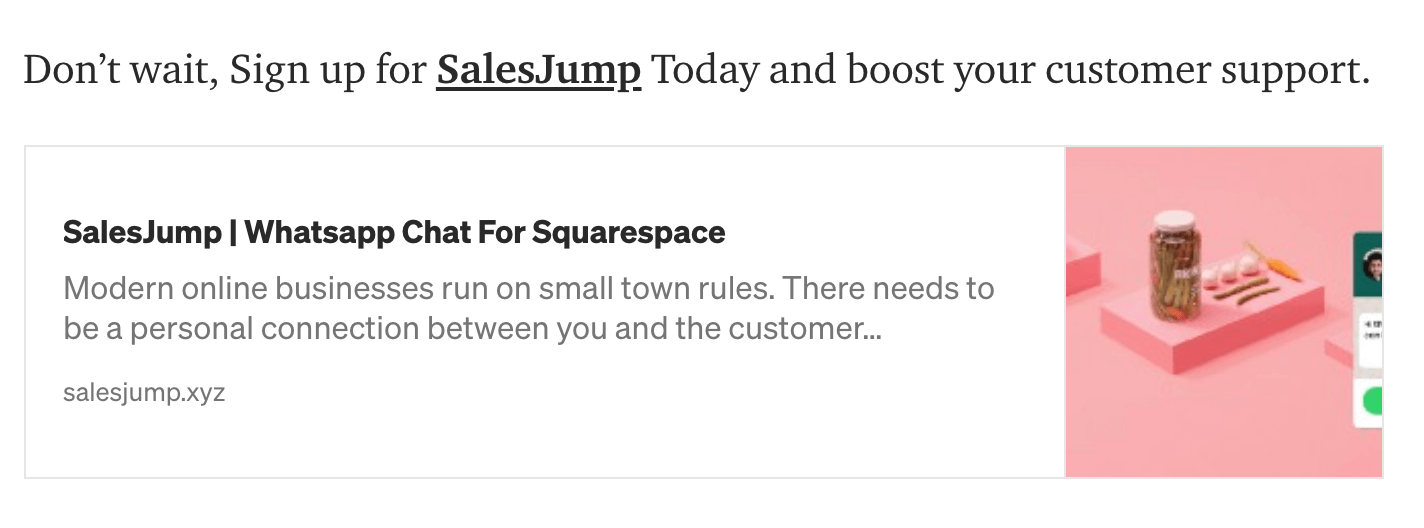 Don’t wait, Sign up for SalesJump Today and boost your customer support.
SalesJump | Whatsapp Chat For Squarespace
Modern online businesses run on small town rules. There needs to
be a personal connection between you and the customer...
salesjump.xyz